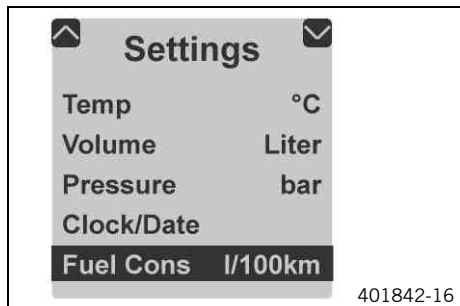 Settings
Temp °C
Volume Liter
Pressure bar
Clock/Date
Fuel Cons l/100km
401842-16